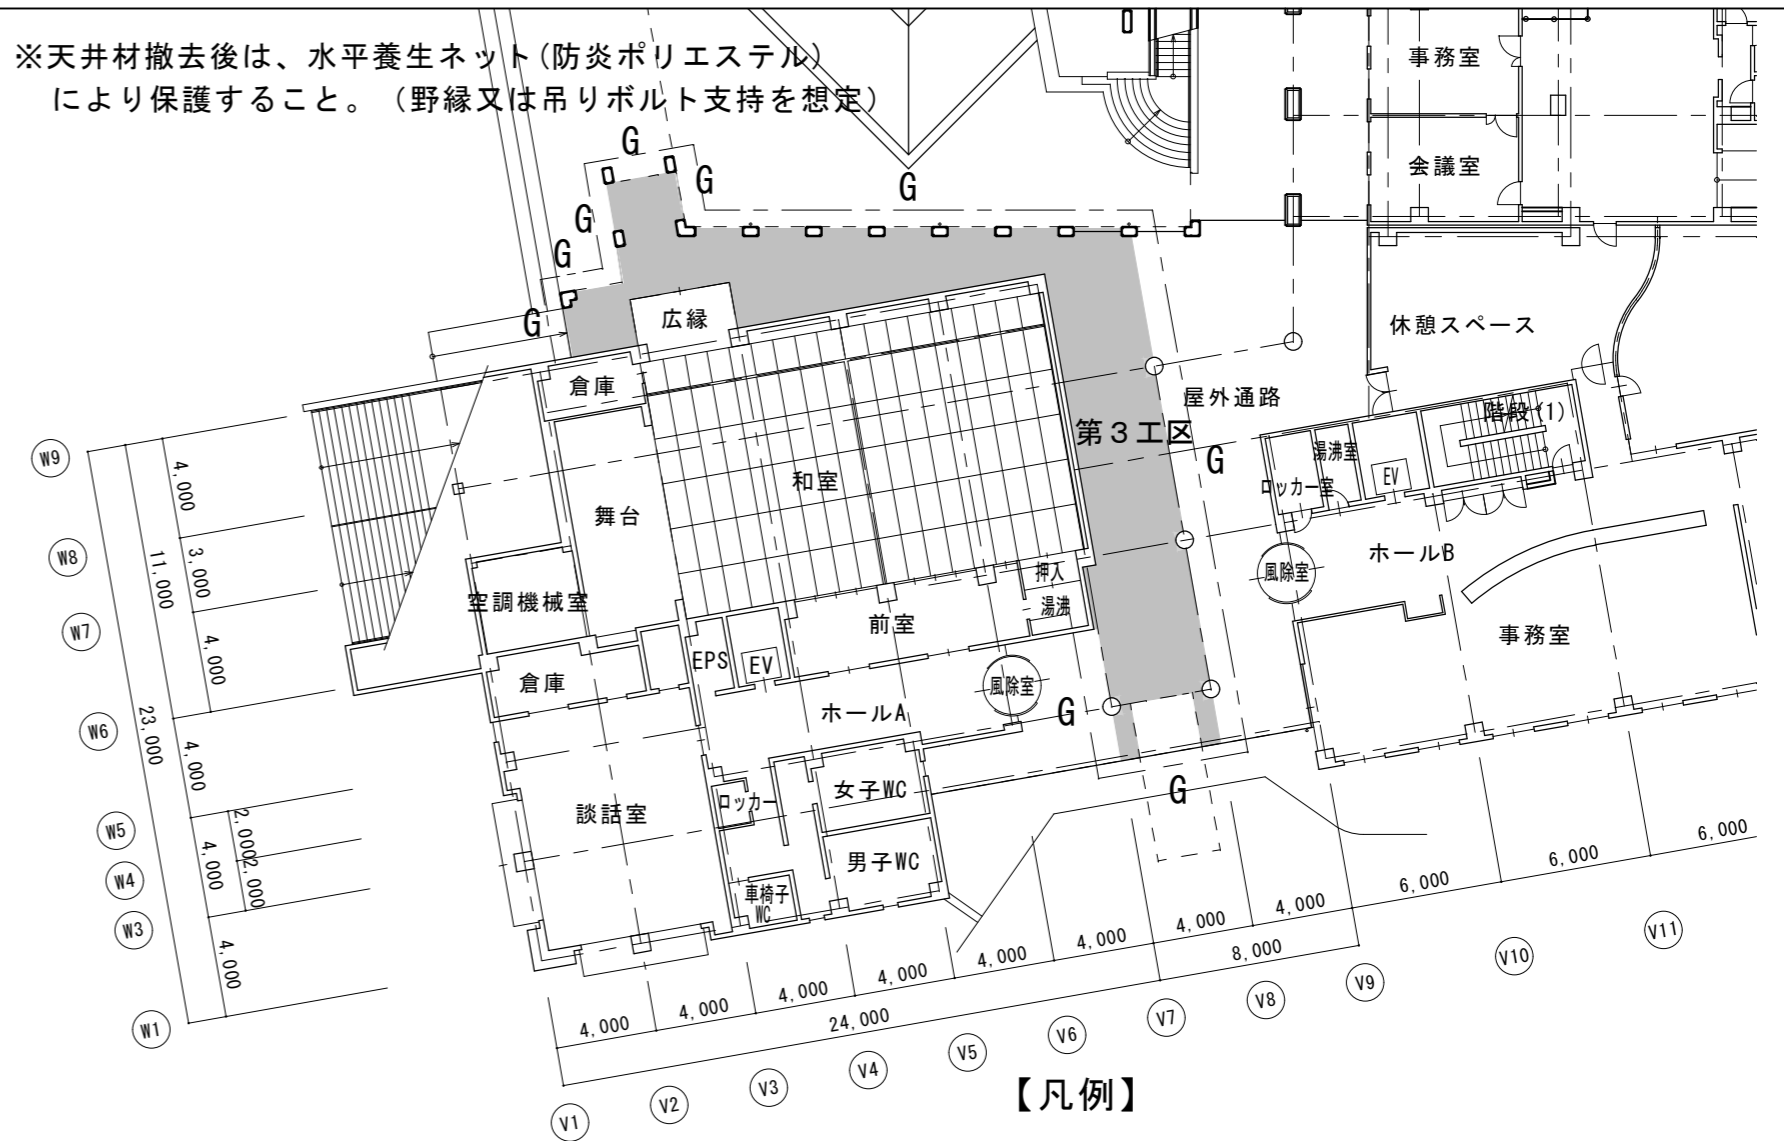 ※天井材撤去後は、水平養生ネット(防炎ポリエステル)
により保護すること。（野縁又は吊りボルト支持を想定）
事務室
会議室
G
G
G
G
G
G
広縁
休憩スペース
倉庫
屋外通路
階段(1)
第３工区
湯沸室
G
EV
ロッカー室
和室
舞台
ホールB
風除室
押入
湯沸
空調機械室
前室
事務室
EPS
EV
倉庫
風除室
ホールA
G
女子WC
G
ロッカー
談話室
男子WC
車椅子
WC
W9
W8
W7
W6
W5
W4
W3
W1
4,000
3,000
4,000
11,000
23,000
4,000
2,000
2,000
4,000
4,000
4,000
4,000
4,000
4,000
4,000
4,000
4,000
4,000
6,000
6,000
6,000
24,000
8,000
V1
V2
V3
V4
V5
V6
V7
V8
V9
V10
V11
【凡例】